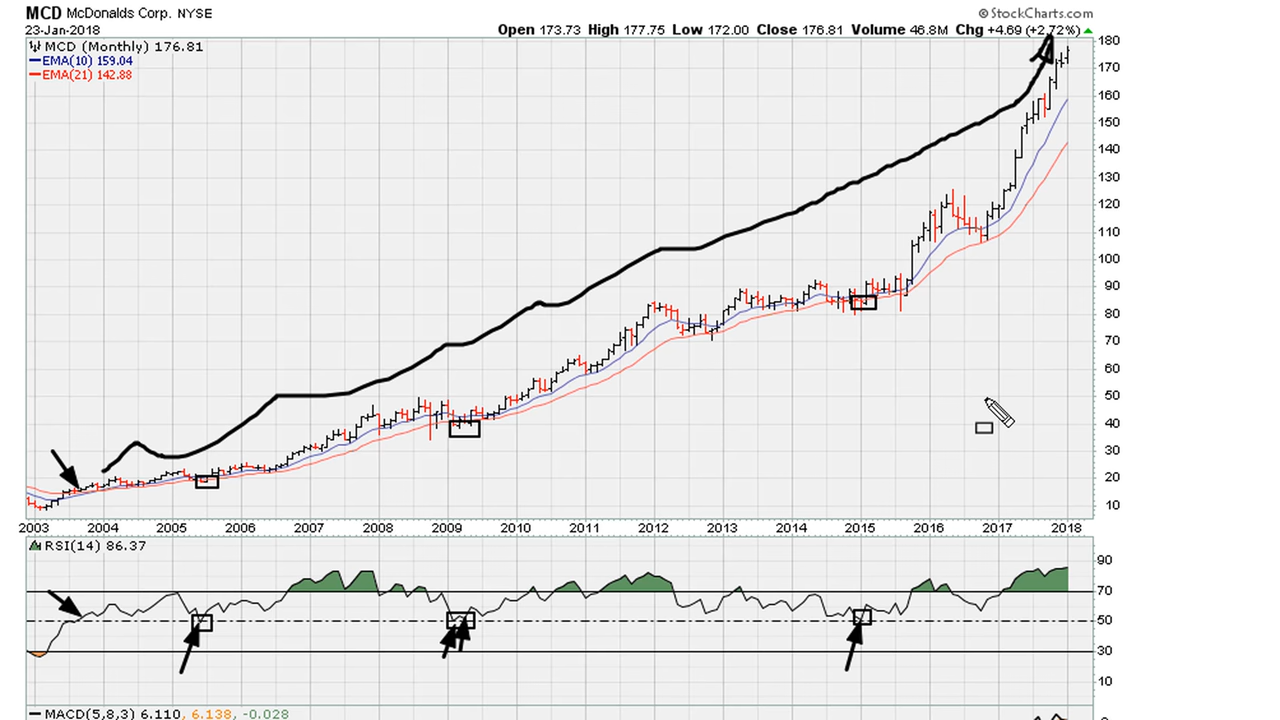 MCD McDonalds Corp. NYSE
© StockCharts.com
23-Jan-2018
Open 173.73 High 177.75 Low 172.00 Close 176.81 Volume 46.8M Chg +4.69 (+2.72%)
MCD (Monthly) 176.81
EMA(10) 159.04
EMA(21) 142.88
180
170
160
150
140
130
120
110
100
90
80
70
60
50
40
30
20
10
2003 2004 2005 2006 2007 2008 2009 2010 2011 2012 2013 2014 2015 2016 2017 2018
RSI(14) 86.37
90
70
50
30
10
MACD(5,8,3) 6.110, 6.138, -0.028